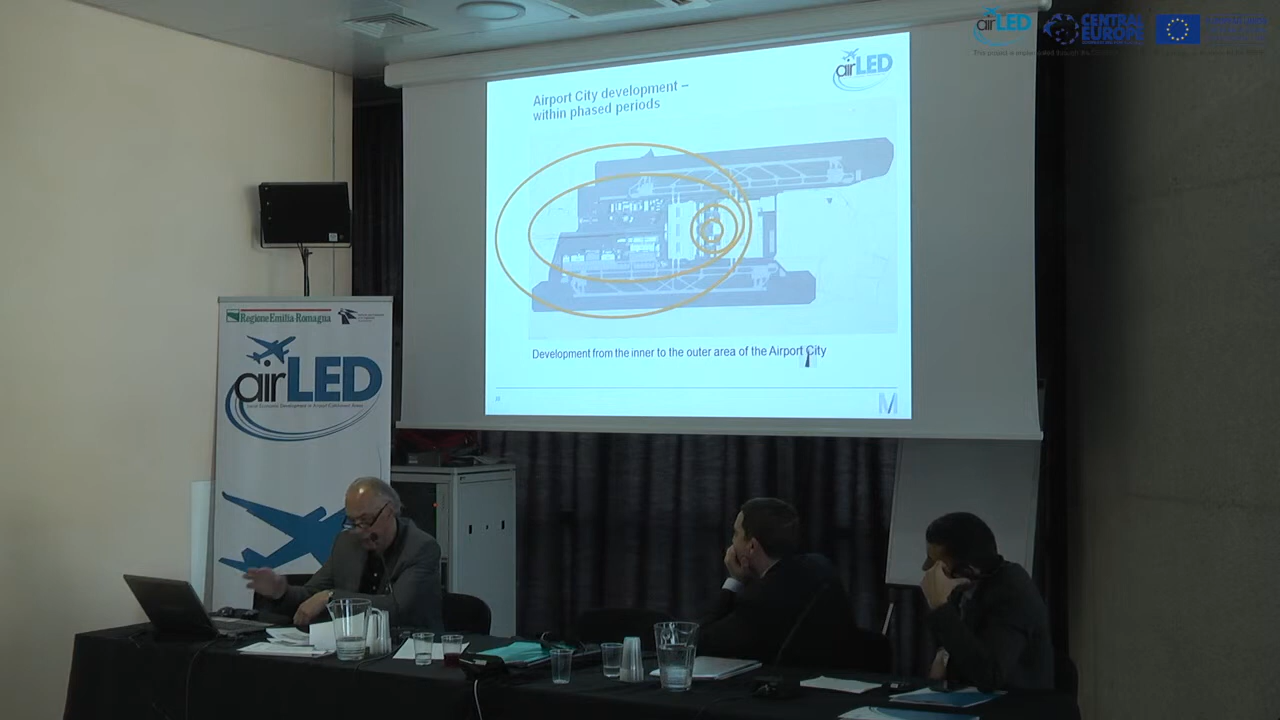 airLED
CENTRAL
EUROPE
airLED
Airport City development –
within phased periods
Development from the inner to the outer area of the Airport City
M
Regione Emilia-Romagna
airLED